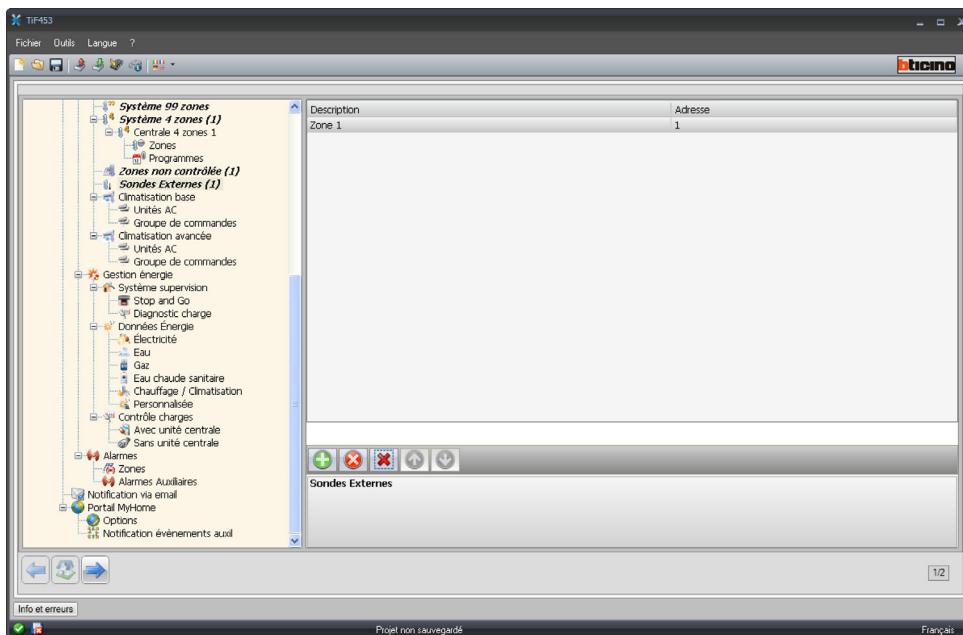 TiF453
Fichier Outils Langue ?
bticino
Système 99 zones
Système 4 zones (1)
Centrale 4 zones 1
Zones
Programmes
Zones non contrôlée (1)
Sondes Externes (1)
Climatisation base
Unités AC
Groupe de commandes
Climatisation avancée
Unités AC
Groupe de commandes
Gestion énergie
Système supervision
Stop and Go
Diagnostic charge
Données Énergie
Électricité
Eau
Gaz
Eau chaude sanitaire
Chauffage / Climatisation
Personnalisée
Contrôle charges
Avec unité centrale
Sans unité centrale
Alarmes
Zones
Alarmes Auxiliaires
Notification via email
Portail MyHome
Options
Notification évènements auxil
Description Adresse
Zone 1 1
Sondes Externes
1/2
Info et erreurs
Projet non sauvegardé
Français